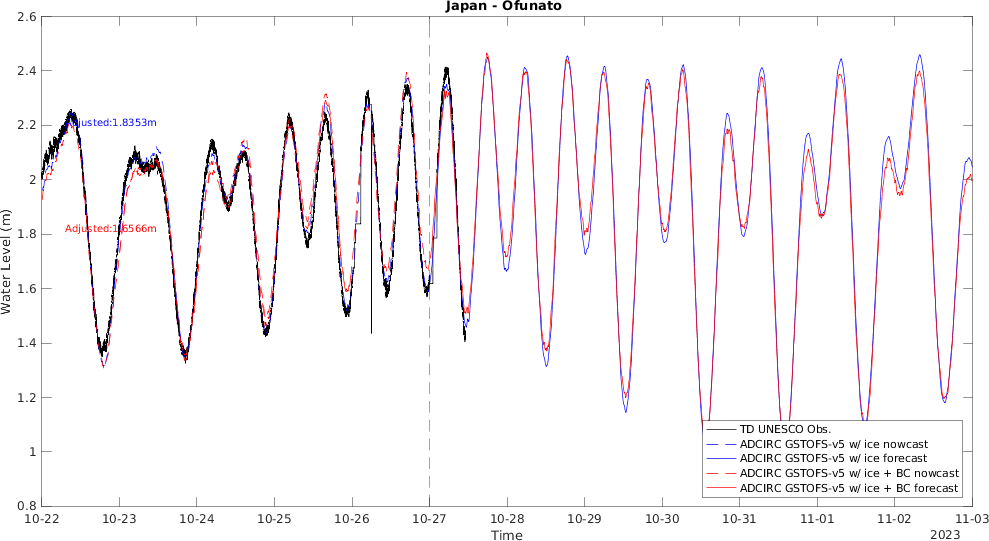 Japan - Ofunato
2.6
2.4
2.2
2
1.8
1.6
1.4
1.2
1
0.8
Water Level (m)
Adjusted:1.8353m
Adjusted:1.6566m
TD UNESCO Obs.
ADCIRC GSTOFS-v5 w/ ice nowcast
ADCIRC GSTOFS-v5 w/ ice forecast
ADCIRC GSTOFS-v5 w/ ice + BC nowcast
ADCIRC GSTOFS-v5 w/ ice + BC forecast
10-22 10-23 10-24 10-25 10-26 10-27 10-28 10-29 10-30 10-31 11-01 11-02 11-03
Time
2023